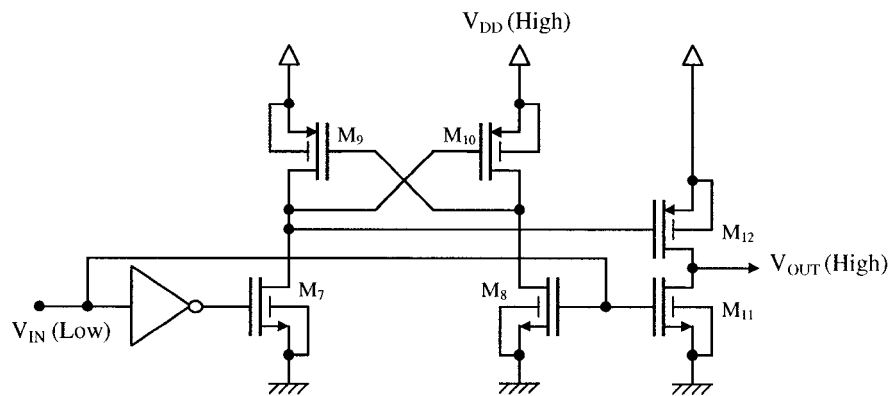 V_DD (High)
M_9
M_10
M_12
V_OUT (High)
M_7
M_8
M_11
V_IN (Low)